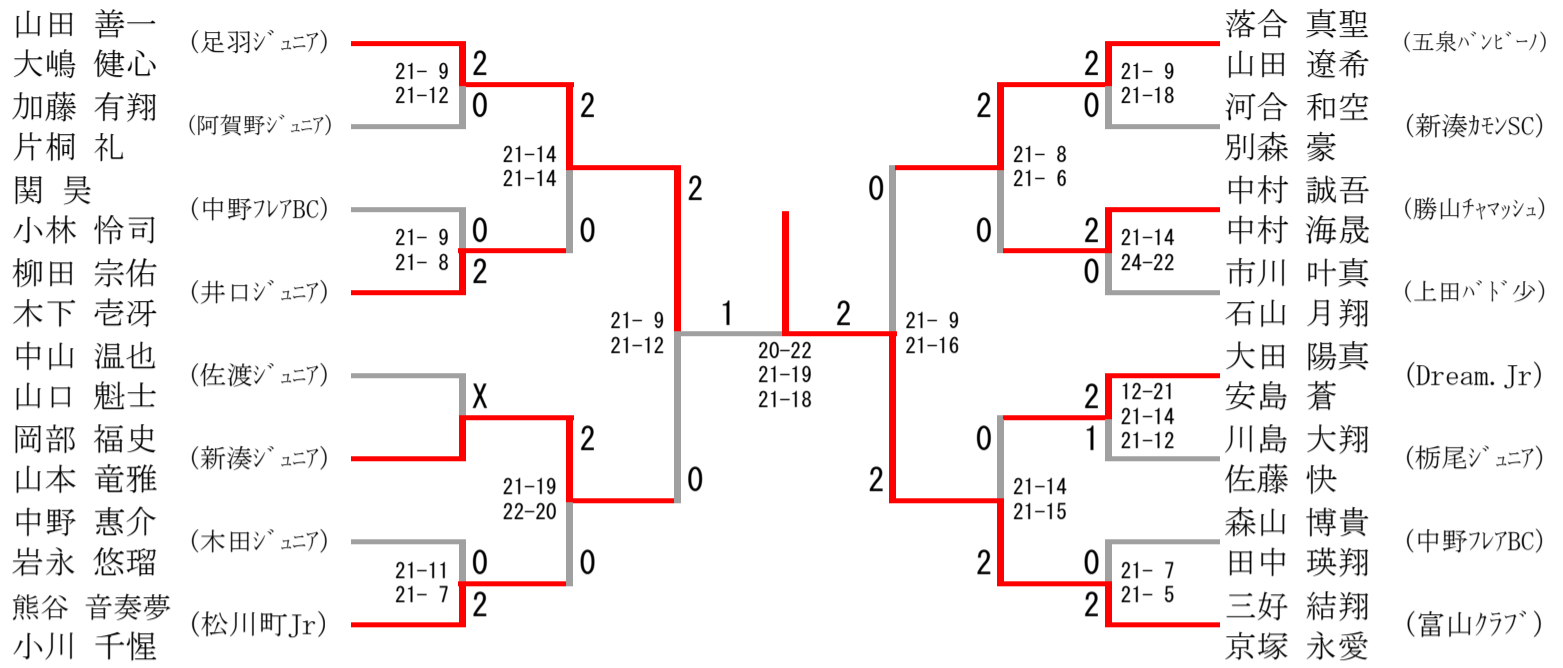 山田 善一
大嶋 健心
(足羽ｼﾞｭﾆｱ)
加藤 有翔
片桐 礼
(阿賀野ｼﾞｭﾆｱ)
関 昊
小林 怜司
(中野ﾌﾚｱBC)
柳田 宗佑
木下 壱冴
(井口ｼﾞｭﾆｱ)
中山 温也
山口 魁士
(佐渡ｼﾞｭﾆｱ)
岡部 福史
山本 竜雅
(新湊ｼﾞｭﾆｱ)
中野 惠介
岩永 悠瑠
(木田ｼﾞｭﾆｱ)
熊谷 音奏夢
小川 千惺
(松川町Jr)
2
21- 9
21-12
0
0
21- 9
21- 8
2
X
0
21-11
21- 7
2
2
21-14
21-14
0
2
21-19
22-20
0
2
21- 9
21-12
0
1
2
20-22
21-19
21-18
0
21- 9
21-16
2
2
21- 8
21- 6
0
0
21-14
21-15
2
2
21- 9
21-18
0
2
21-14
24-22
0
2
12-21
21-14
21-12
1
0
21- 7
21- 5
2
落合 真聖
山田 遼希
(五泉ﾊﾞﾝﾋﾞｰﾉ)
河合 和空
別森 豪
(新湊ｶﾓﾝSC)
中村 誠吾
中村 海晟
(勝山ﾁｬﾏｯｼｭ)
市川 叶真
石山 月翔
(上田ﾊﾞﾄﾞ少)
大田 陽真
安島 蒼
(Dream.Jr)
川島 大翔
佐藤 快
(栃尾ｼﾞｭﾆｱ)
森山 博貴
田中 瑛翔
(中野ﾌﾚｱBC)
三好 結翔
京塚 永愛
(富山ｸﾗﾌﾞ)